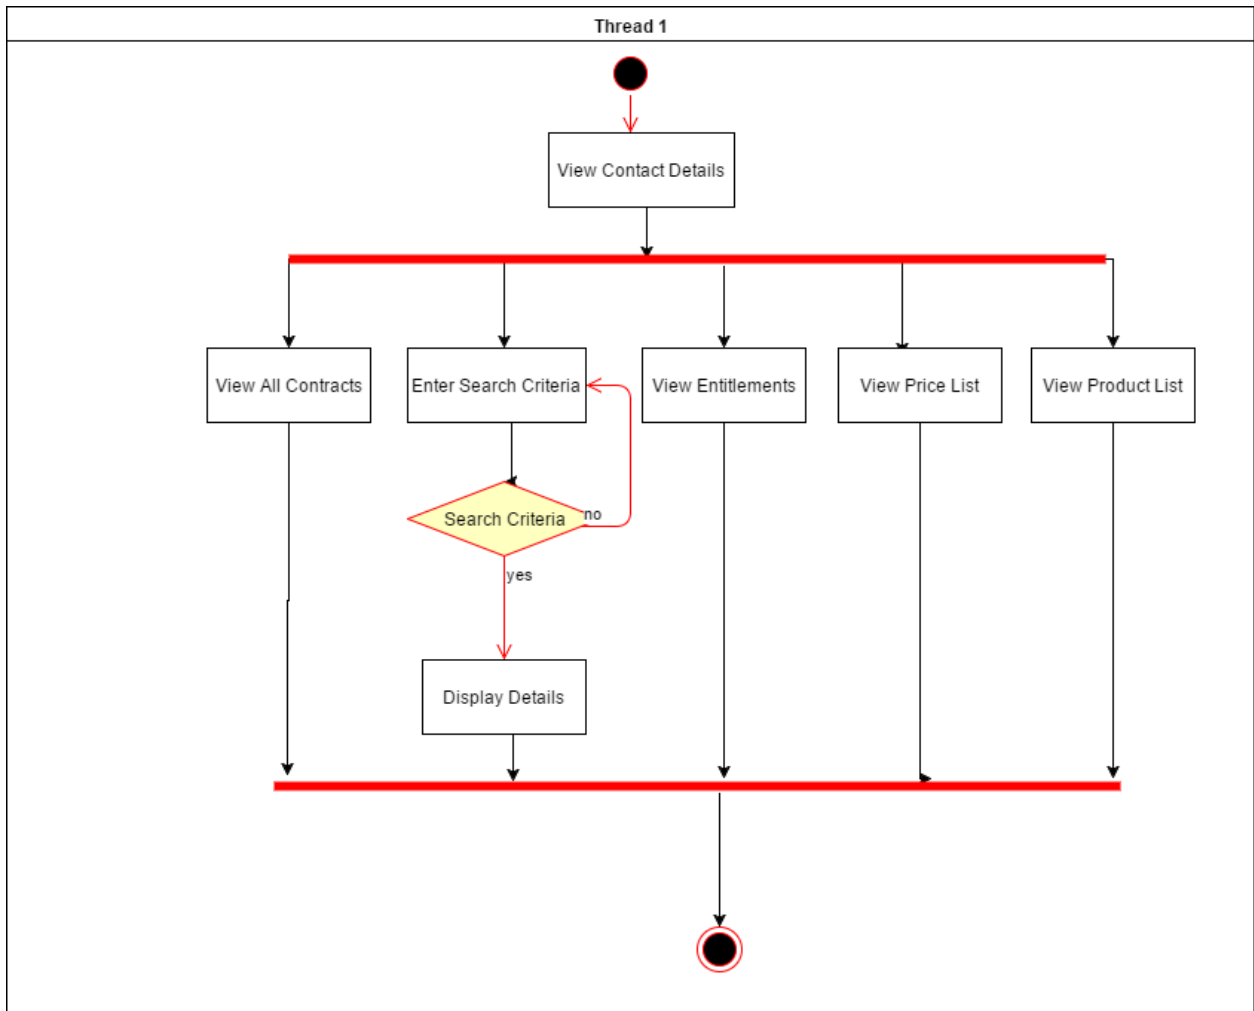 Thread 1
View Contact Details
View All Contracts
Enter Search Criteria
View Entitlements
View Price List
View Product List
Search Criteria
no
yes
Display Details